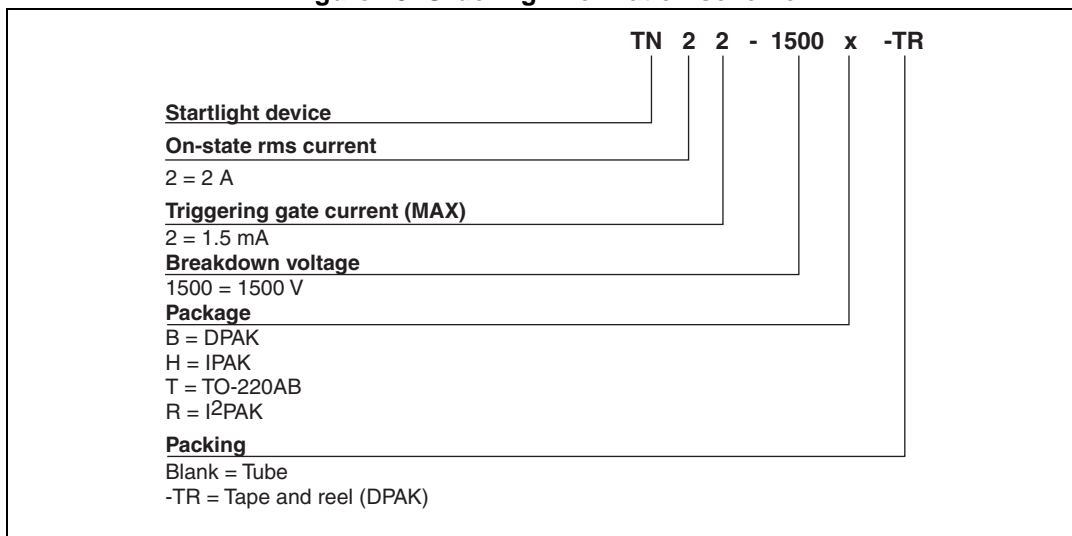 TN 2 2 - 1500 x -TR
Startlight device
On-state rms current
2 = 2 A
Triggering gate current (MAX)
2 = 1.5 mA
Breakdown voltage
1500 = 1500 V
Package
B = DPAK
H = IPAK
T = TO-220AB
R = I2PAK
Packing
Blank = Tube
-TR = Tape and reel (DPAK)